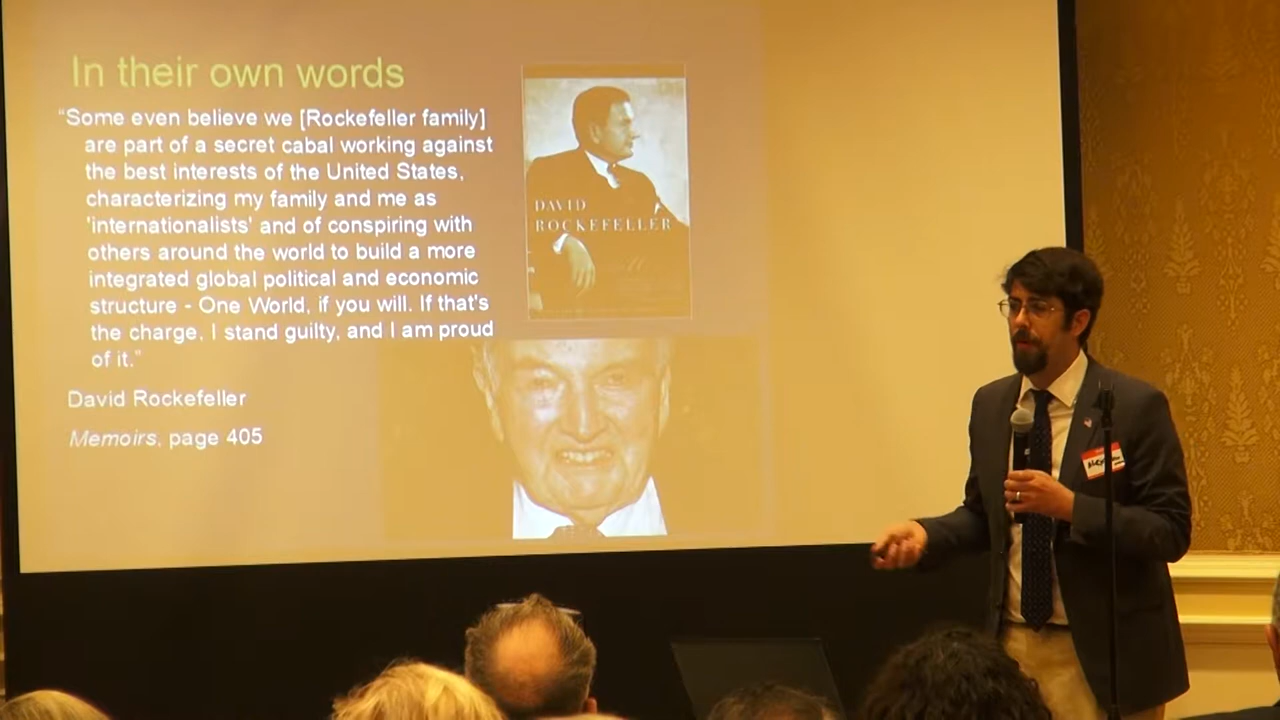 In their own words
“Some even believe we [Rockefeller family]
are part of a secret cabal working against
the best interests of the United States,
characterizing my family and me as
'internationalists' and of conspiring with
others around the world to build a more
integrated global political and economic
structure - One World, if you will. If that's
the charge, I stand guilty, and I am proud
of it.”
David Rockefeller
Memoirs, page 405
DAVID
ROCKEFELLER